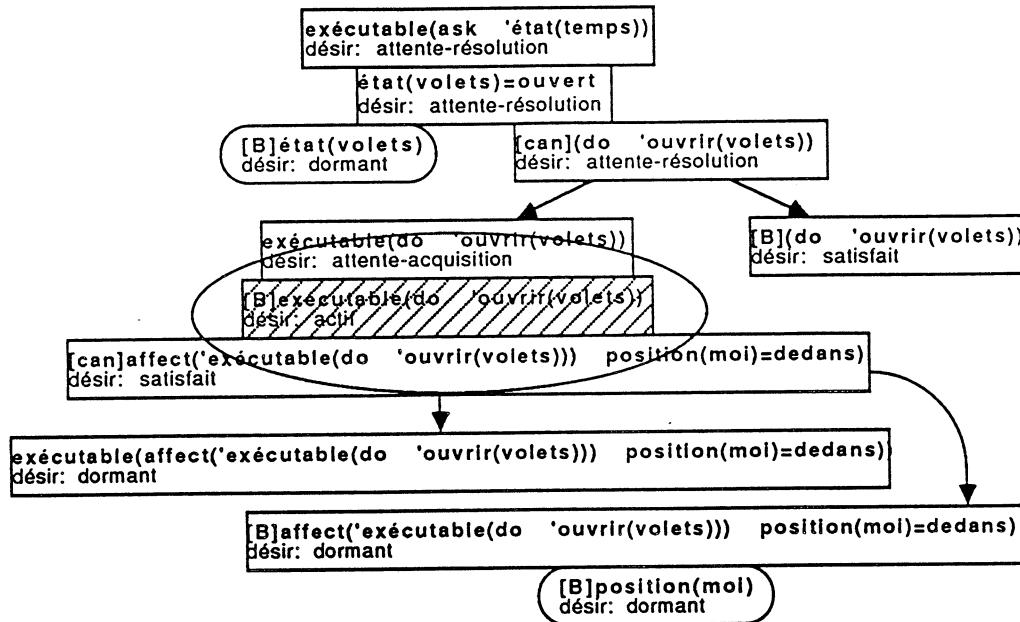 exécutable(ask 'état(temps))
désir: attente-résolution
état(volets)=ouvert
désir: attente-résolution
[B]état(volets)
désir: dormant
[can](do 'ouvrir(volets))
désir: attente-résolution
exécutable(do 'ouvrir(volets))
désir: attente-acquisition
[B](do 'ouvrir(volets))
désir: satisfait
[B]exécutable(do 'ouvrir(volets))
désir: actif
[can]affect('exécutable(do 'ouvrir(volets))) position(moi)=dedans)
désir: satisfait
exécutable(affect('exécutable(do 'ouvrir(volets))) position(moi)=dedans)
désir: dormant
[B]affect('exécutable(do 'ouvrir(volets))) position(moi)=dedans)
désir: dormant
[B]position(moi)
désir: dormant